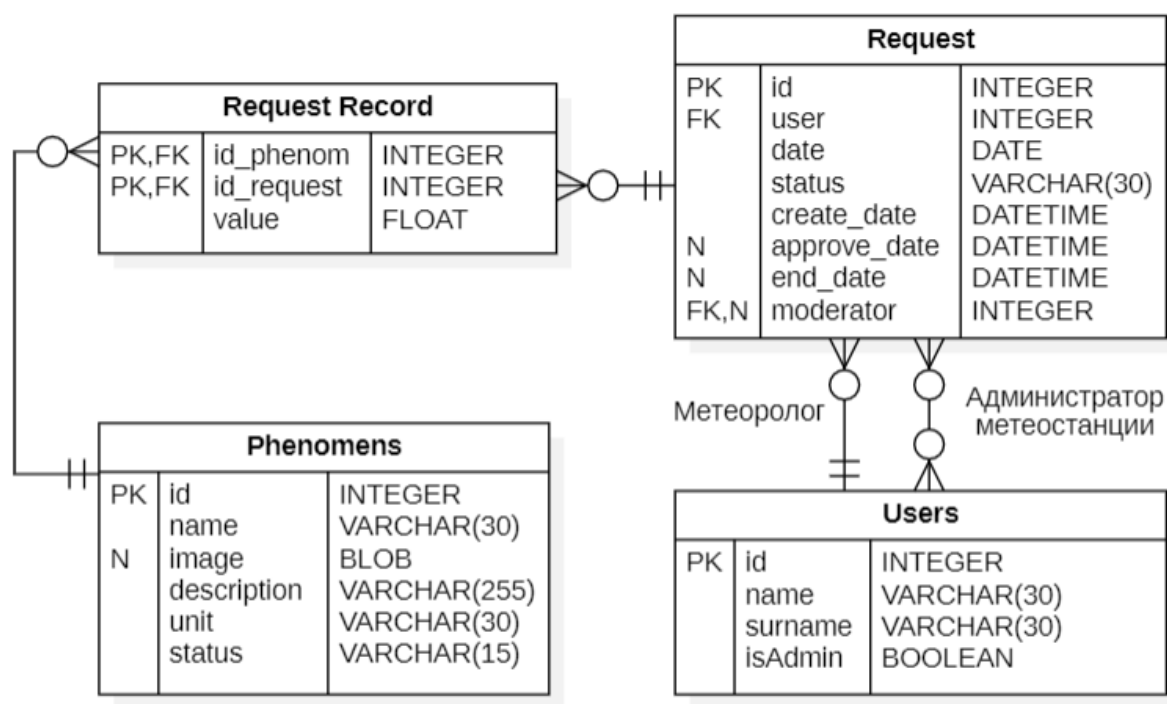 Request Record
PK,FK id_phenom INTEGER
PK,FK id_request INTEGER
value FLOAT
Request
PK id INTEGER
FK user INTEGER
date DATE
status VARCHAR(30)
create_date DATETIME
N approve_date DATETIME
N end_date DATETIME
FK,N moderator INTEGER
Метеоролог
Администратор
метеостанции
Phenomens
PK id INTEGER
name VARCHAR(30)
N image BLOB
description VARCHAR(255)
unit VARCHAR(30)
status VARCHAR(15)
Users
PK id INTEGER
name VARCHAR(30)
surname VARCHAR(30)
isAdmin BOOLEAN